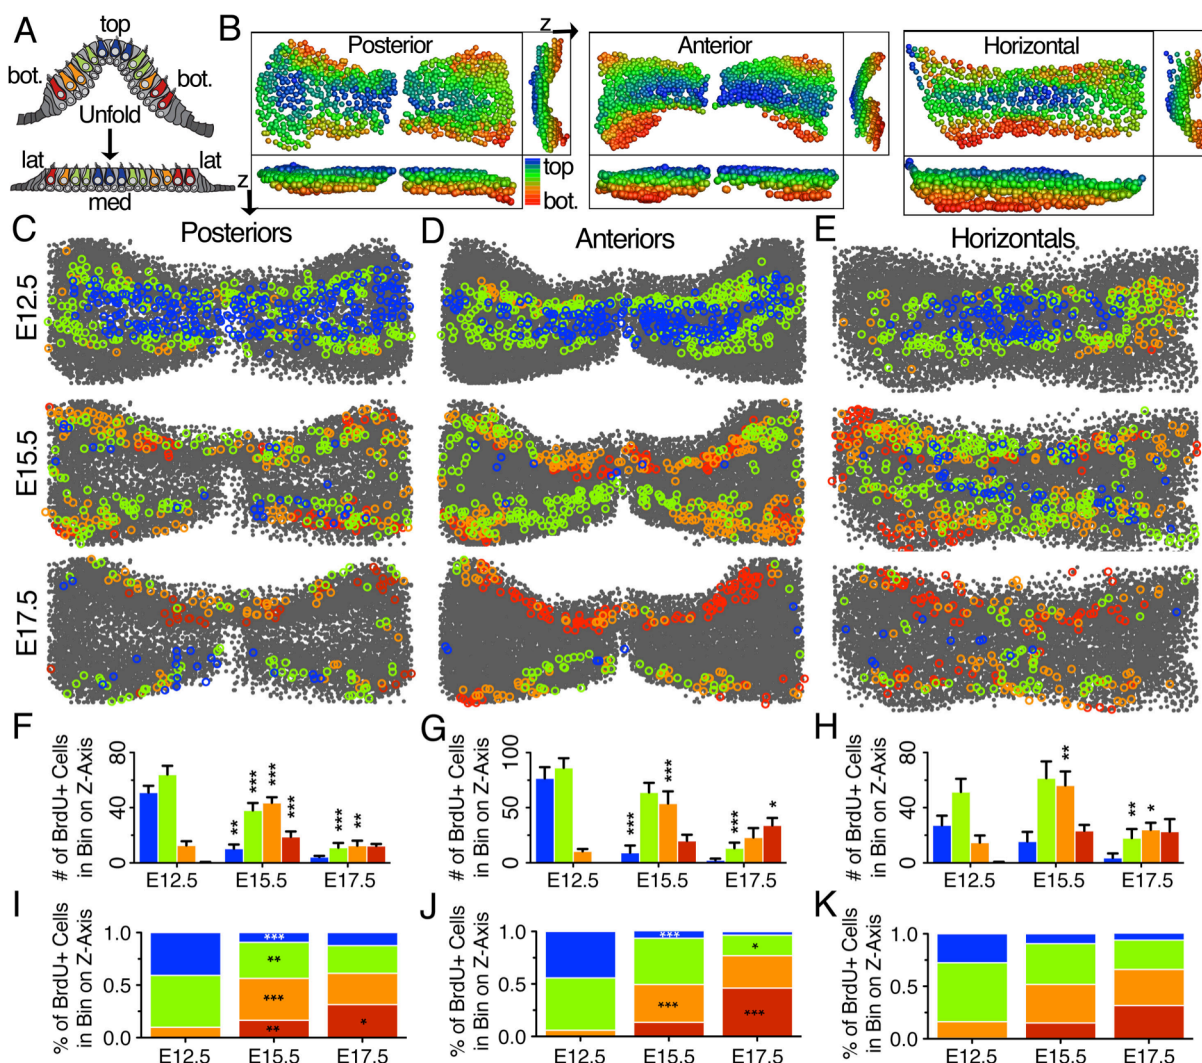 A
top
bot.
bot.
Unfold
lat
lat
med
B
z
Posterior
Anterior
Horizontal
z
top
bot.
C
Posteriors
D
Anteriors
E
Horizontals
E12.5
E15.5
E17.5
F
# of BrdU+ Cells
in Bin on Z-Axis
80
40
0
**
***
***
***
***
**
E12.5
E15.5
E17.5
G
# of BrdU+ Cells
in Bin on Z-Axis
100
50
0
***
***
***
*
E12.5
E15.5
E17.5
H
# of BrdU+ Cells
in Bin on Z-Axis
80
40
0
**
**
*
E12.5
E15.5
E17.5
I
% of BrdU+ Cells
in Bin on Z-Axis
1.0
0.5
0.0
***
**
***
**
*
E12.5
E15.5
E17.5
J
% of BrdU+ Cells
in Bin on Z-Axis
1.0
0.5
0.0
***
***
*
***
E12.5
E15.5
E17.5
K
% of BrdU+ Cells
in Bin on Z-Axis
1.0
0.5
0.0
E12.5
E15.5
E17.5